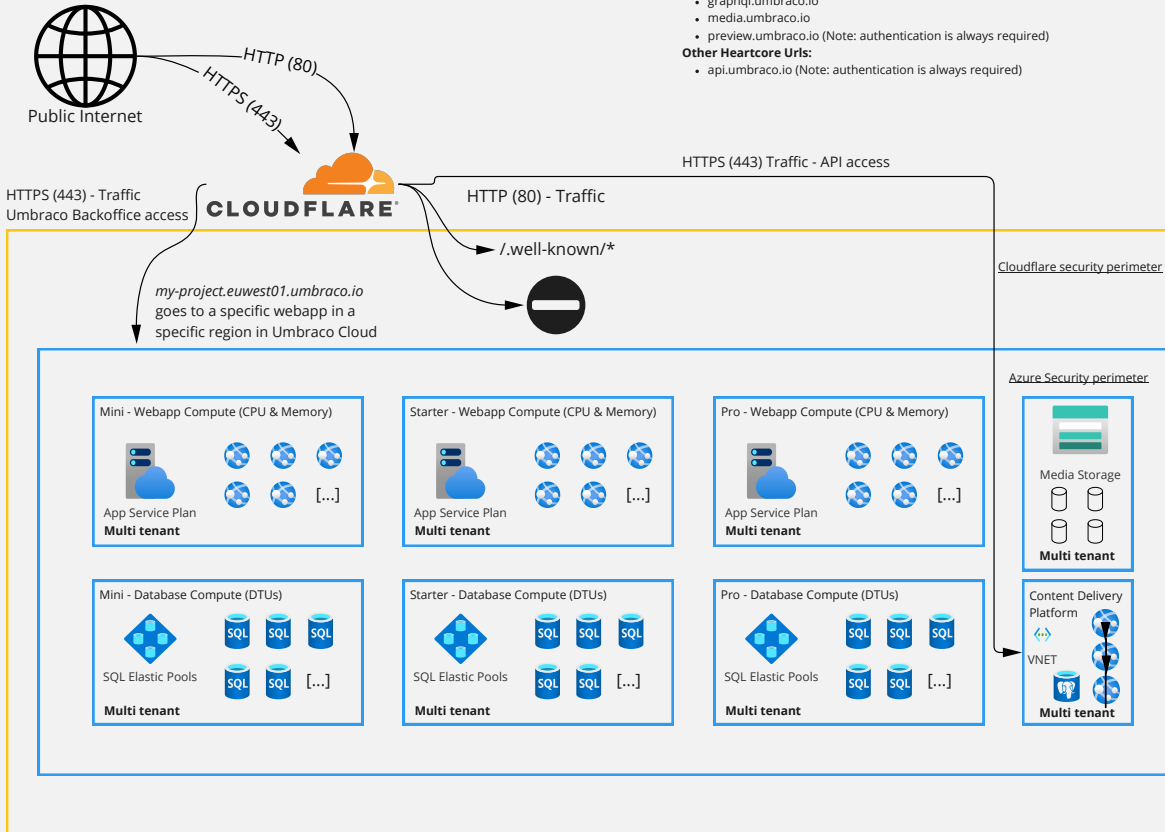 • graphql.umbraco.io
• media.umbraco.io
• preview.umbraco.io (Note: authentication is always required)
Other Heartcore Urls:
• api.umbraco.io (Note: authentication is always required)
HTTP (80)
HTTPS (443)
Public Internet
HTTPS (443) Traffic - API access
HTTPS (443) - Traffic
Umbraco Backoffice access
CLOUDFLARE
HTTP (80) - Traffic
/.well-known/*
Cloudflare security perimeter
my-project.euwest01.umbraco.io
goes to a specific webapp in a
specific region in Umbraco Cloud
Azure Security perimeter
Mini - Webapp Compute (CPU & Memory)
[...]
App Service Plan
Multi tenant
Starter - Webapp Compute (CPU & Memory)
[...]
App Service Plan
Multi tenant
Pro - Webapp Compute (CPU & Memory)
[...]
App Service Plan
Multi tenant
Media Storage
Multi tenant
Mini - Database Compute (DTUs)
SQL SQL SQL
SQL SQL [...]
SQL Elastic Pools
Multi tenant
Starter - Database Compute (DTUs)
SQL SQL SQL
SQL SQL [...]
SQL Elastic Pools
Multi tenant
Pro - Database Compute (DTUs)
SQL SQL SQL
SQL SQL [...]
SQL Elastic Pools
Multi tenant
Content Delivery
Platform
VNET
Multi tenant